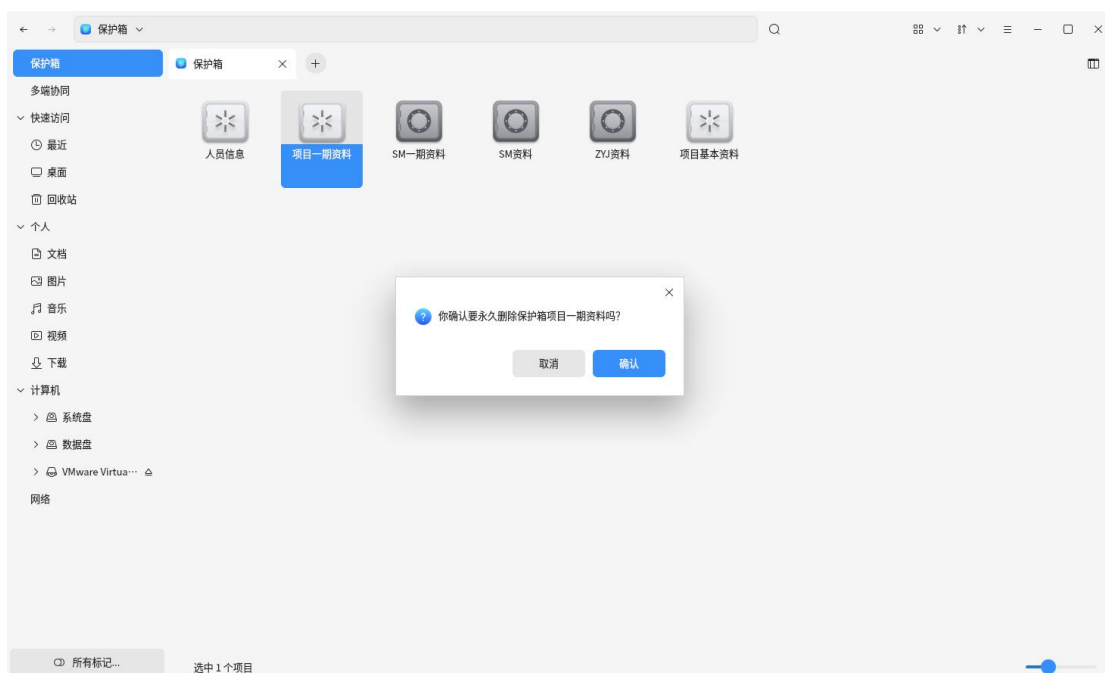 保护箱
保护箱
保护箱
多端协同
快速访问
最近
桌面
回收站
个人
文档
图片
音乐
视频
下载
计算机
系统盘
数据盘
VMware Virtua···
网络
所有标记...
人员信息
项目一期资料
SM一期资料
SM资料
ZYJ资料
项目基本资料
你确认要永久删除保护箱项目一期资料吗?
取消
确认
选中 1 个项目